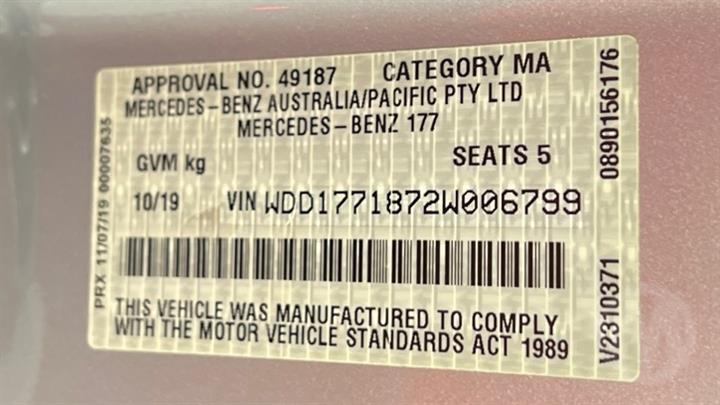 APPROVAL NO. 49187 CATEGORY MA
MERCEDES-BENZ AUSTRALIA/PACIFIC PTY LTD
MERCEDES-BENZ 177
GVM kg SEATS 5
10/19 VIN WDD1771872W006799
THIS VEHICLE WAS MANUFACTURED TO COMPLY
WITH THE MOTOR VEHICLE STANDARDS ACT 1989
PRX 11/07/19 00007635
V2310371 0890156176